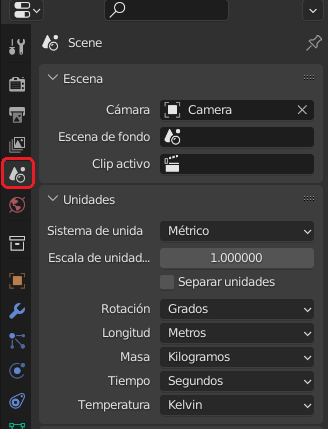 Scene
Escena
Cámara Camera
Escena de fondo
Clip activo
Unidades
Sistema de unida Métrico
Escala de unidad... 1.000000
Separar unidades
Rotación Grados
Longitud Metros
Masa Kilogramos
Tiempo Segundos
Temperatura Kelvin